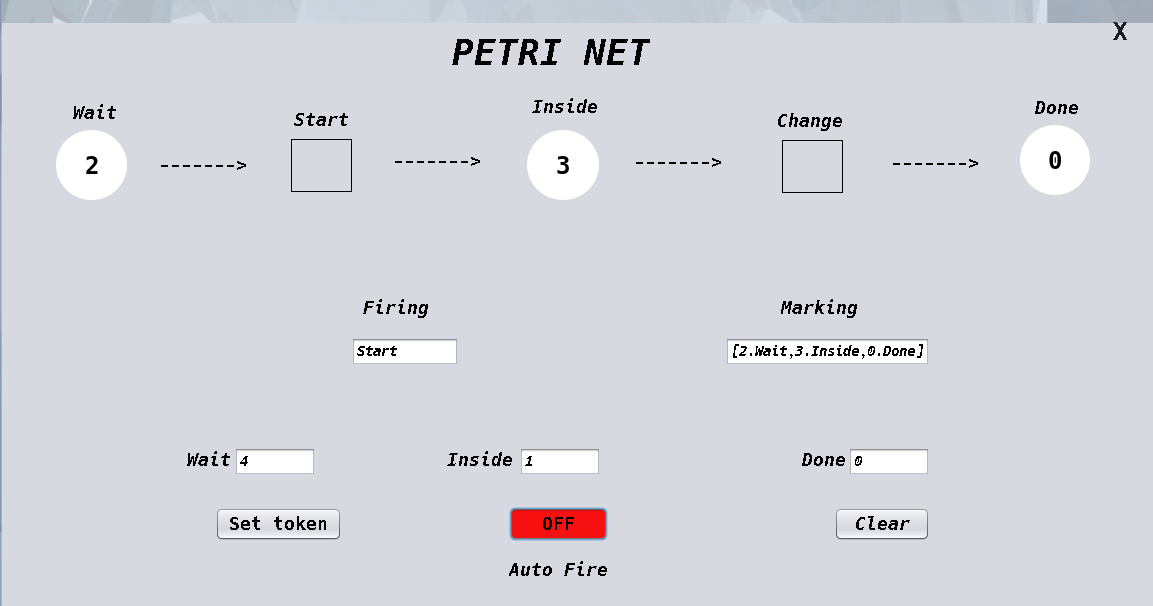 X
PETRI NET
Wait
Start
Inside
Change
Done
2
------->
------->
3
------->
------->
0
Firing
Marking
Start
[2.Wait,3.Inside,0.Done]
Wait 4
Inside 1
Done 0
Set token
OFF
Clear
Auto Fire